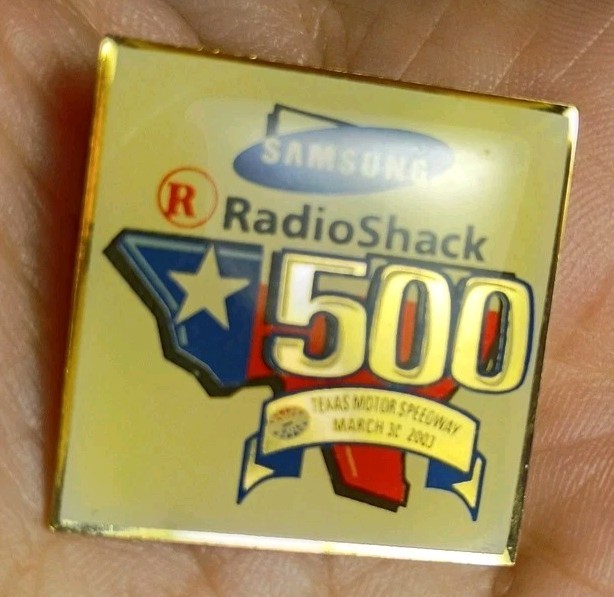 SAMSUNG
R RadioShack
500
TEXAS MOTOR SPEEDWAY
MARCH 30 2003